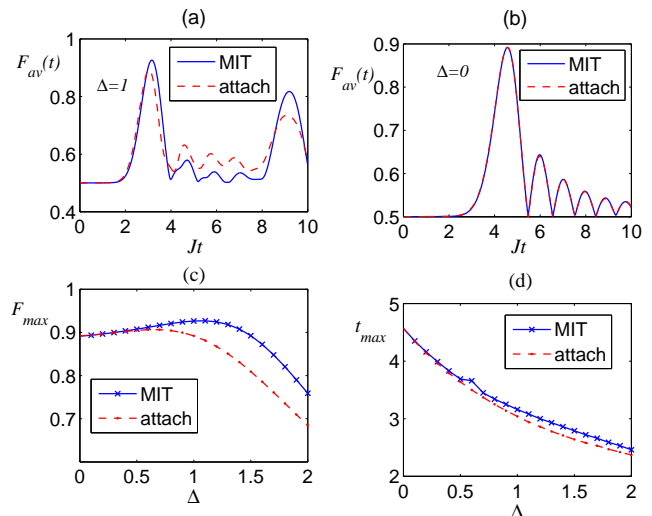 (a)
F_av(t)
Δ=1
MIT
attach
1
0.8
0.6
0.4
0 2 4 6 8 10
Jt
(b)
F_av(t)
Δ=0
MIT
attach
0.9
0.8
0.7
0.6
0.5
0 2 4 6 8 10
Jt
(c)
F_max
MIT
attach
1
0.9
0.8
0.7
0 0.5 1 1.5 2
Δ
(d)
t_max
MIT
attach
5
4
3
2
0 0.5 1 1.5 2
Δ